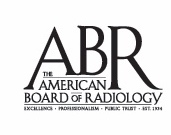 ABR
THE
AMERICAN
BOARD OF RADIOLOGY
EXCELLENCE • PROFESSIONALISM • PUBLIC TRUST • EST. 1934